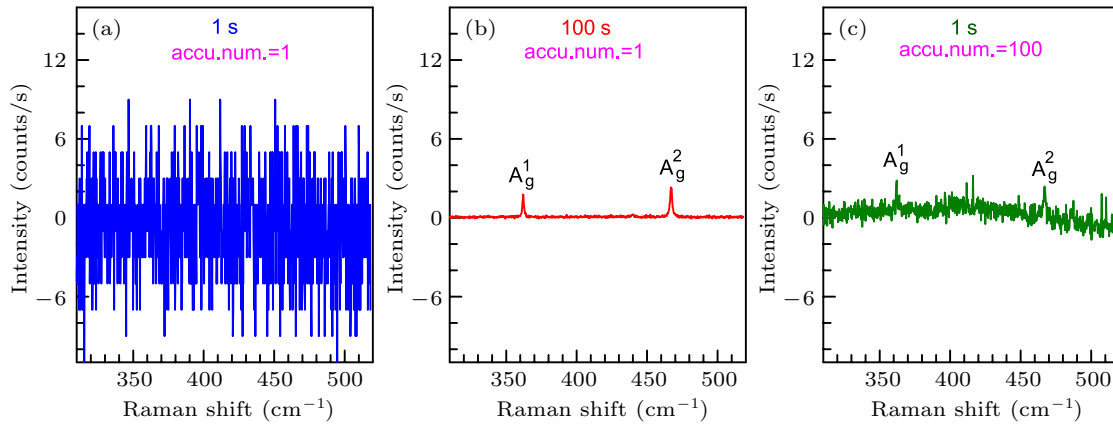 (a)
1 s
accu.num.=1
12
6
0
−6
Intensity (counts/s)
350 400 450 500
Raman shift (cm⁻¹)
(b)
100 s
accu.num.=1
A¹g
A²g
12
6
0
−6
Intensity (counts/s)
350 400 450 500
Raman shift (cm⁻¹)
(c)
1 s
accu.num.=100
A¹g
A²g
12
6
0
−6
Intensity (counts/s)
350 400 450 500
Raman shift (cm⁻¹)